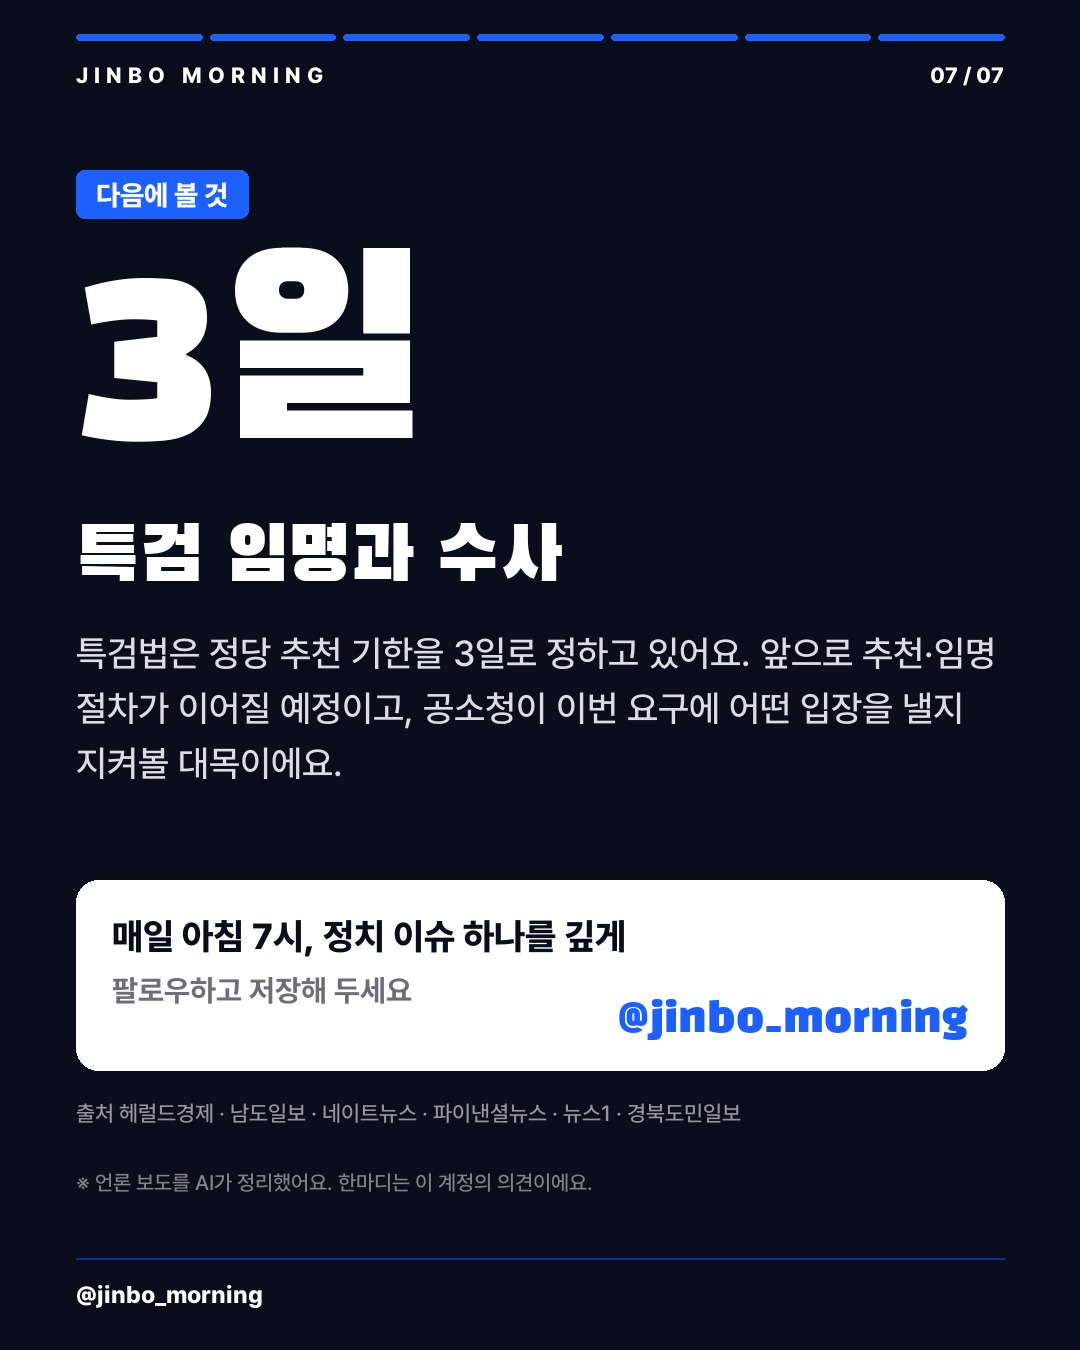 JINBO MORNING
07 / 07
다음에 볼 것
3일
특검 임명과 수사
특검법은 정당 추천 기한을 3일로 정하고 있어요. 앞으로 추천·임명
절차가 이어질 예정이고, 공소청이 이번 요구에 어떤 입장을 낼지
지켜볼 대목이에요.
매일 아침 7시, 정치 이슈 하나를 깊게
팔로우하고 저장해 두세요
@jinbo_morning
출처 헤럴드경제 · 남도일보 · 네이트뉴스 · 파이낸셜뉴스 · 뉴스1 · 경북도민일보
※ 언론 보도를 AI가 정리했어요. 한마디는 이 계정의 의견이에요.
@jinbo_morning